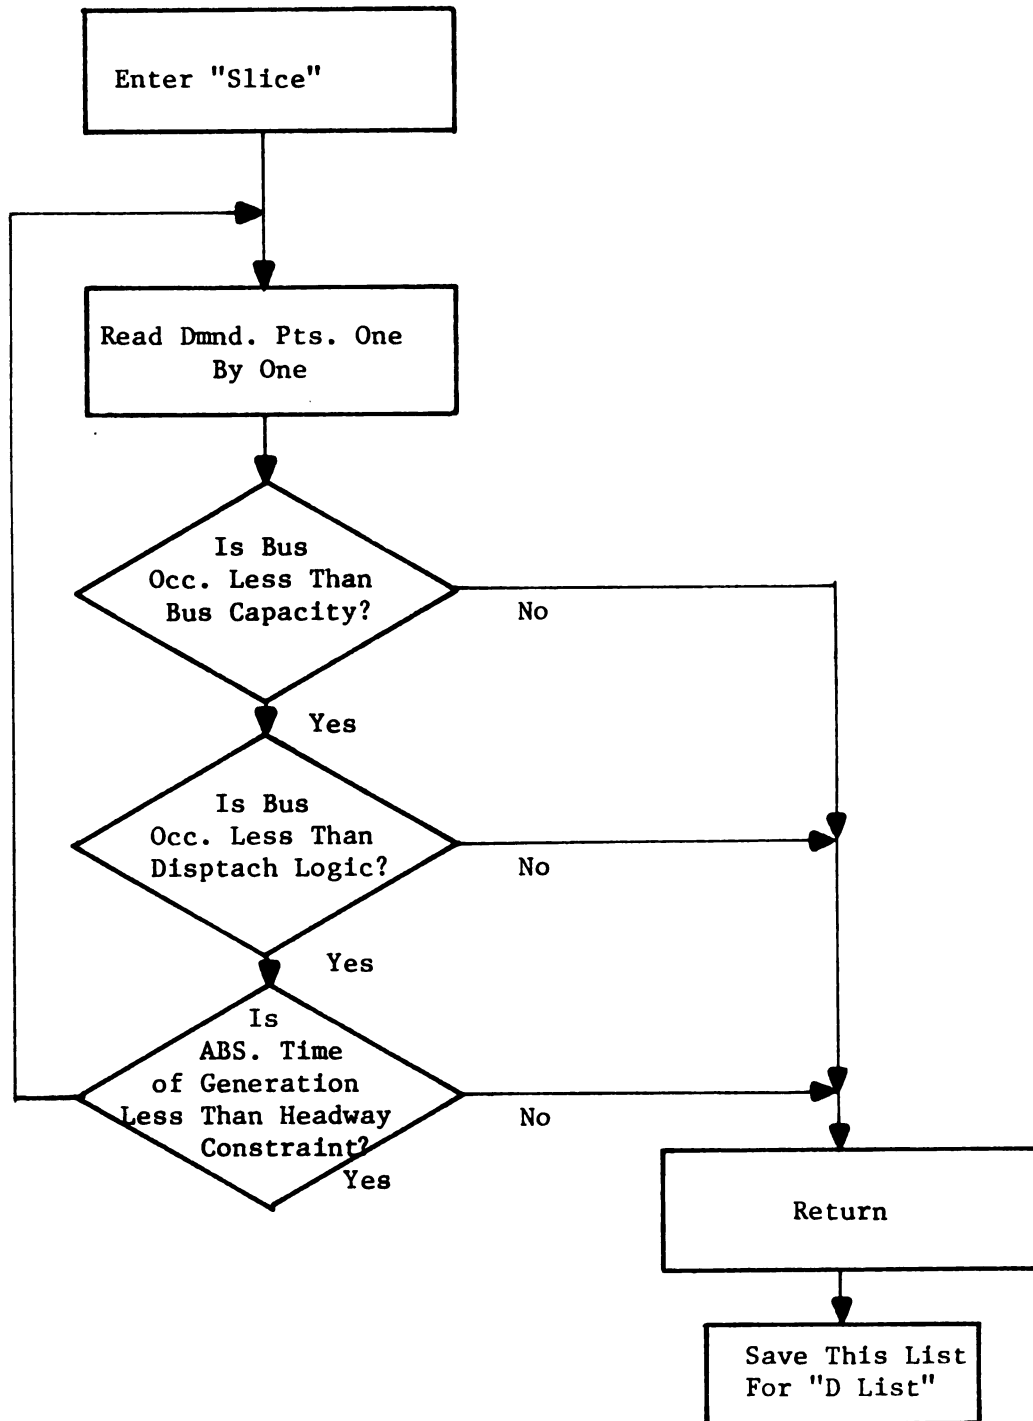 Enter "Slice"
Read Dmnd. Pts. One
By One
Is Bus
Occ. Less Than
Bus Capacity?
No
Yes
Is Bus
Occ. Less Than
Disptach Logic?
No
Yes
Is
ABS. Time
of Generation
Less Than Headway
Constraint?
No
Yes
Return
Save This List
For "D List"